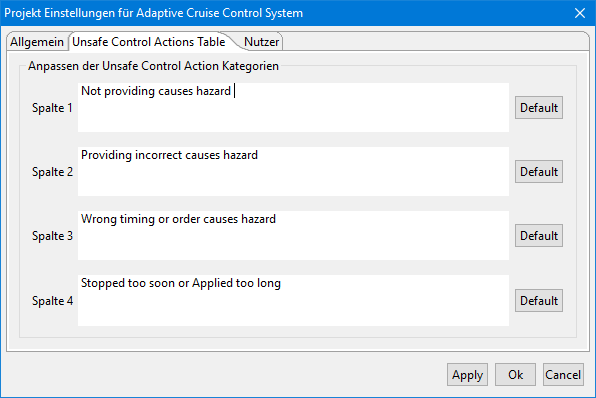 Projekt Einstellungen für Adaptive Cruise Control System
Allgemein Unsafe Control Actions Table Nutzer
Anpassen der Unsafe Control Action Kategorien
Spalte 1 Not providing causes hazard Default
Spalte 2 Providing incorrect causes hazard Default
Spalte 3 Wrong timing or order causes hazard Default
Spalte 4 Stopped too soon or Applied too long Default
Apply Ok Cancel